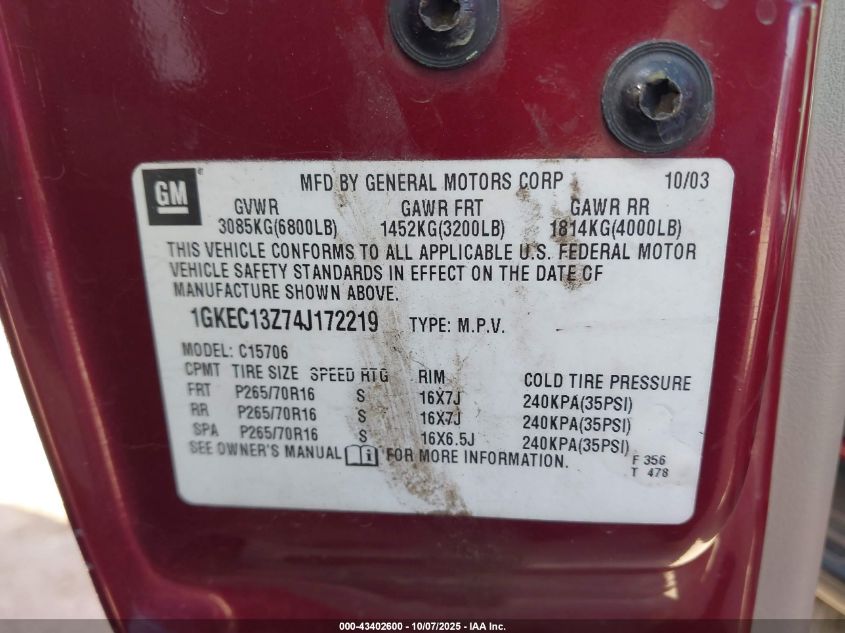 GM
MFD BY GENERAL MOTORS CORP 10/03
GVWR GAWR FRT GAWR RR
3085KG(6800LB) 1452KG(3200LB) 1814KG(4000LB)
THIS VEHICLE CONFORMS TO ALL APPLICABLE U.S. FEDERAL MOTOR
VEHICLE SAFETY STANDARDS IN EFFECT ON THE DATE OF
MANUFACTURE SHOWN ABOVE.
1GKEC13Z74J172219 TYPE: M.P.V.
MODEL: C15706
CPMT TIRE SIZE SPEED RTG RIM COLD TIRE PRESSURE
FRT P265/70R16 S 16X7J 240KPA(35PSI)
RR P265/70R16 S 16X7J 240KPA(35PSI)
SPA P265/70R16 S 16X6.5J 240KPA(35PSI)
SEE OWNER'S MANUAL i FOR MORE INFORMATION.
F 356
T 478
000-43402600 - 10/07/2025 - IAA Inc.